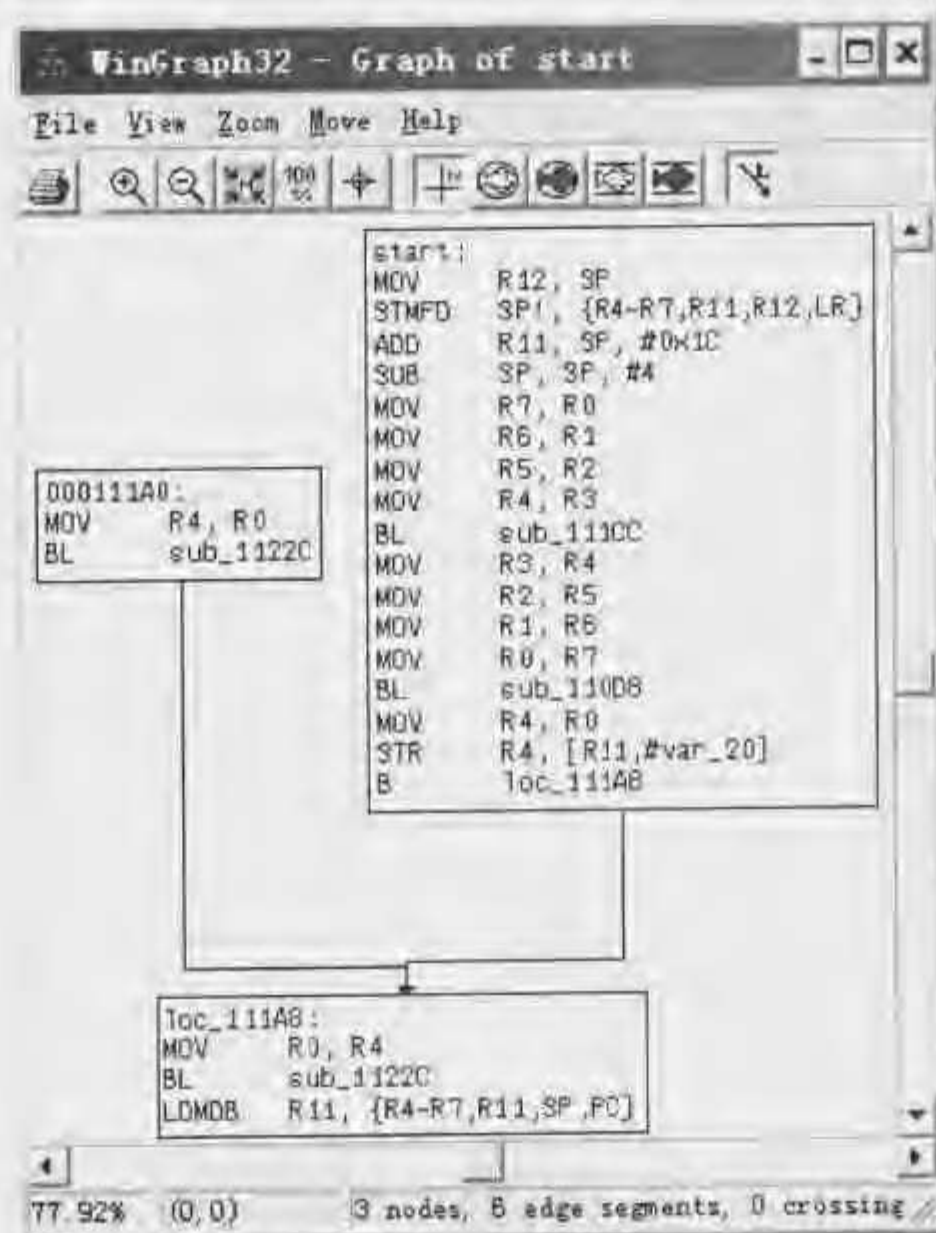 WinGraph32 - Graph of start
File View Zoom Move Help
100 %
start:
MOV R12, SP
STMFD SP!, {R4-R7,R11,R12,LR}
ADD R11, SP, #0x1C
SUB SP, SP, #4
MOV R7, R0
MOV R6, R1
MOV R5, R2
MOV R4, R3
BL sub_111CC
MOV R3, R4
MOV R2, R5
MOV R1, R6
MOV R0, R7
BL sub_110D8
MOV R4, R0
STR R4, [R11,#var_20]
B loc_111A8
000111A0:
MOV R4, R0
BL sub_1122C
loc_111A8:
MOV R0, R4
BL sub_1122C
LDMDB R11, {R4-R7,R11,SP,PC}
77.92% (0,0) 3 nodes, 6 edge segments, 0 crossing